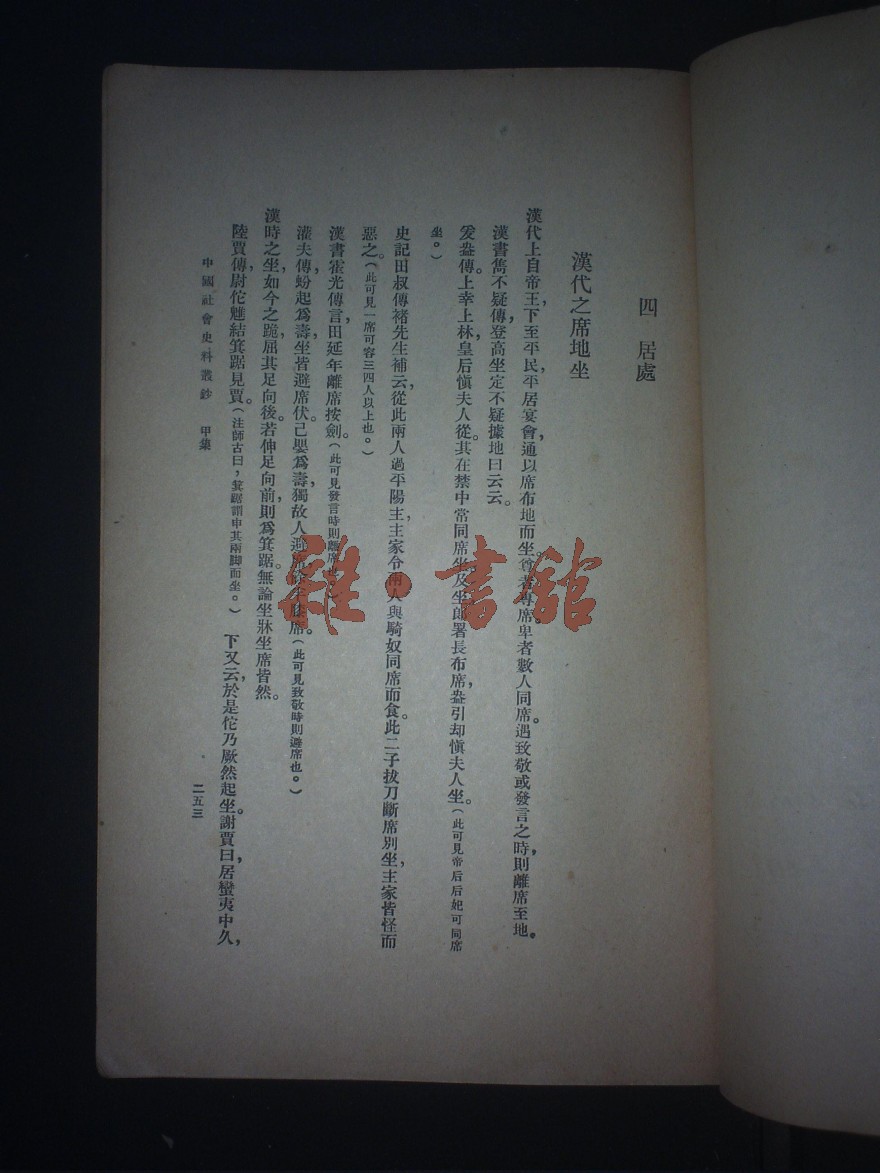 四 居處
漢代之席地坐
漢代上自帝王，下至平民，平居宴會，通以席布地而坐。尊者專席，卑者數人同席。遇致敬或發言之時，則離席至地。
漢書雋不疑傳，登高坐定，不疑據地曰云云。
爰盎傳。上幸上林，皇后愼夫人從。其在禁中常同席坐，及坐郎署長布席，盎引却愼夫人坐。（此可見帝后后妃可同席
坐。）
史記田叔傳褚先生補云，從此兩人過平陽主，主家令兩人與騎奴同席而食。此二子拔刀斷席別坐，主家皆怪而
惡之。（此可見一席可容三四人以上也。）
漢書霍光傳言田延年離席按劍。（此可見發言時則離席也。）
灌夫傳，蚡起爲壽，坐皆避席伏。已嬰爲壽，獨故人避席，餘半膝席。（此可見致敬時則避席也。）
漢時之坐，如今之跪，屈其足向後。若伸足向前，則爲箕踞。無論坐牀坐席皆然。
陸賈傳，尉佗魋結箕踞見賈。（注師古曰，箕踞謂申其兩脚而坐。） 下又云，於是佗乃厥然起坐。謝賈曰，居蠻夷中久，
中國社會史料叢鈔 甲集
二五三
雜·書舘